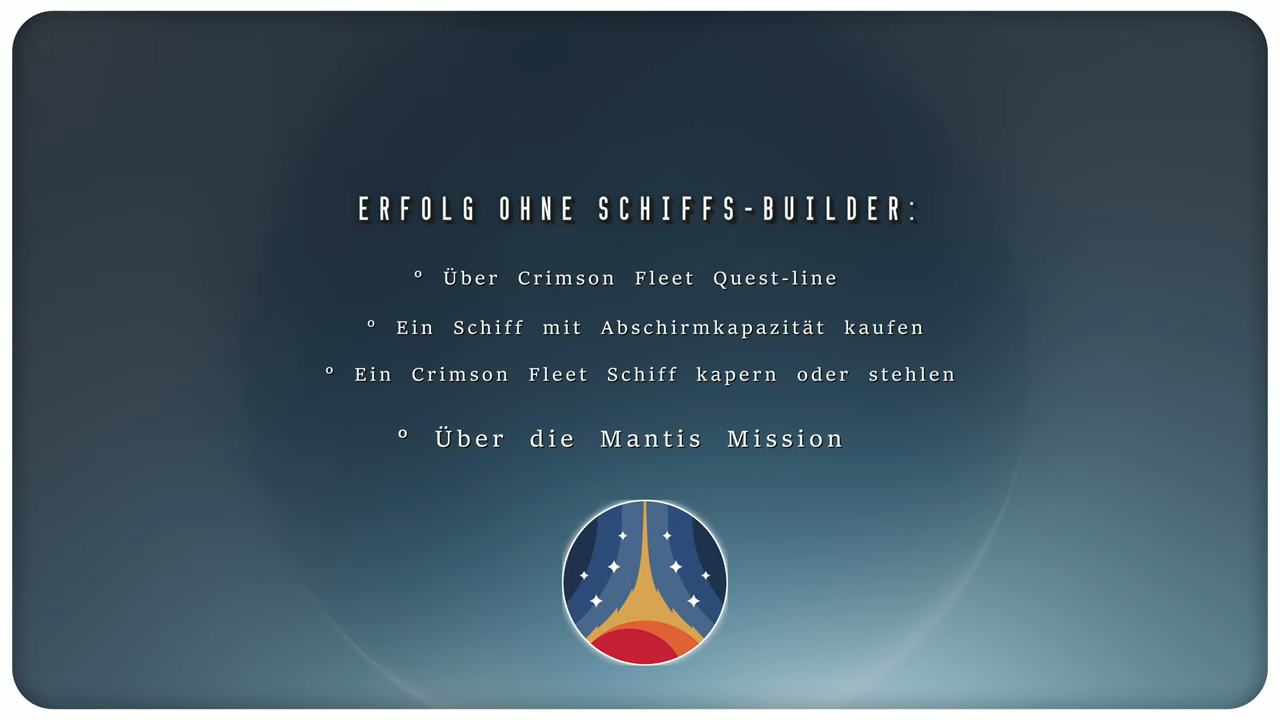 ERFOLG OHNE SCHIFFS-BUILDER:
º Über Crimson Fleet Quest-line
º Ein Schiff mit Abschirmkapazität kaufen
º Ein Crimson Fleet Schiff kapern oder stehlen
º Über die Mantis Mission